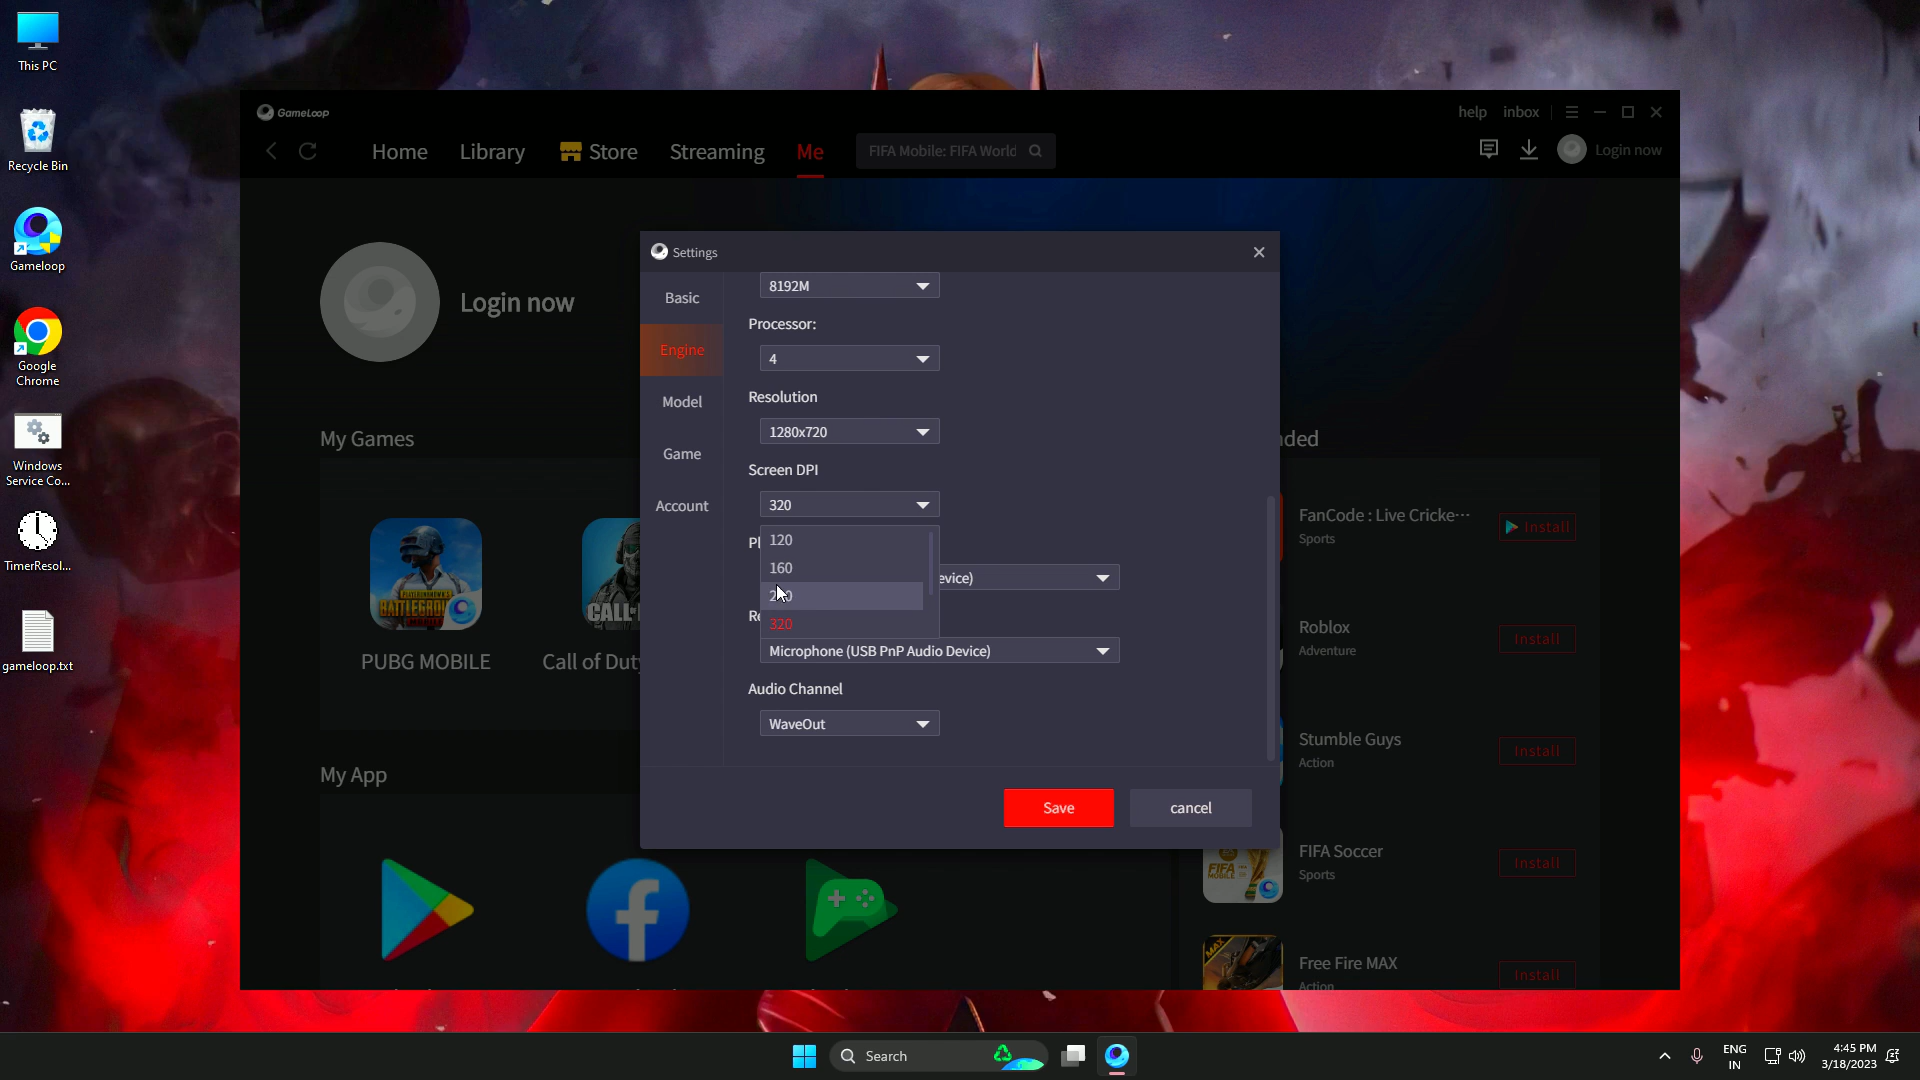 This PC
Recycle Bin
Gameloop
Google
Chrome
Windows
Service Co...
TimerResol...
gameloop.txt
GameLoop
help inbox
Home Library Store Streaming Me
FIFA Mobile: FIFA World
Login now
Login now
My Games
PUBG MOBILE
Call of Duty
My App
Settings
Basic
Engine
Model
Game
Account
8192M
Processor:
4
Resolution
1280x720
Screen DPI
320
120
160
320
Microphone (USB PnP Audio Device)
Audio Channel
WaveOut
Save cancel
FanCode : Live Cricke···
Sports
Install
Roblox
Adventure
Install
Stumble Guys
Action
Install
FIFA Soccer
Sports
Install
Free Fire MAX
Action
Install
Search
ENG
IN
4:45 PM
3/18/2023